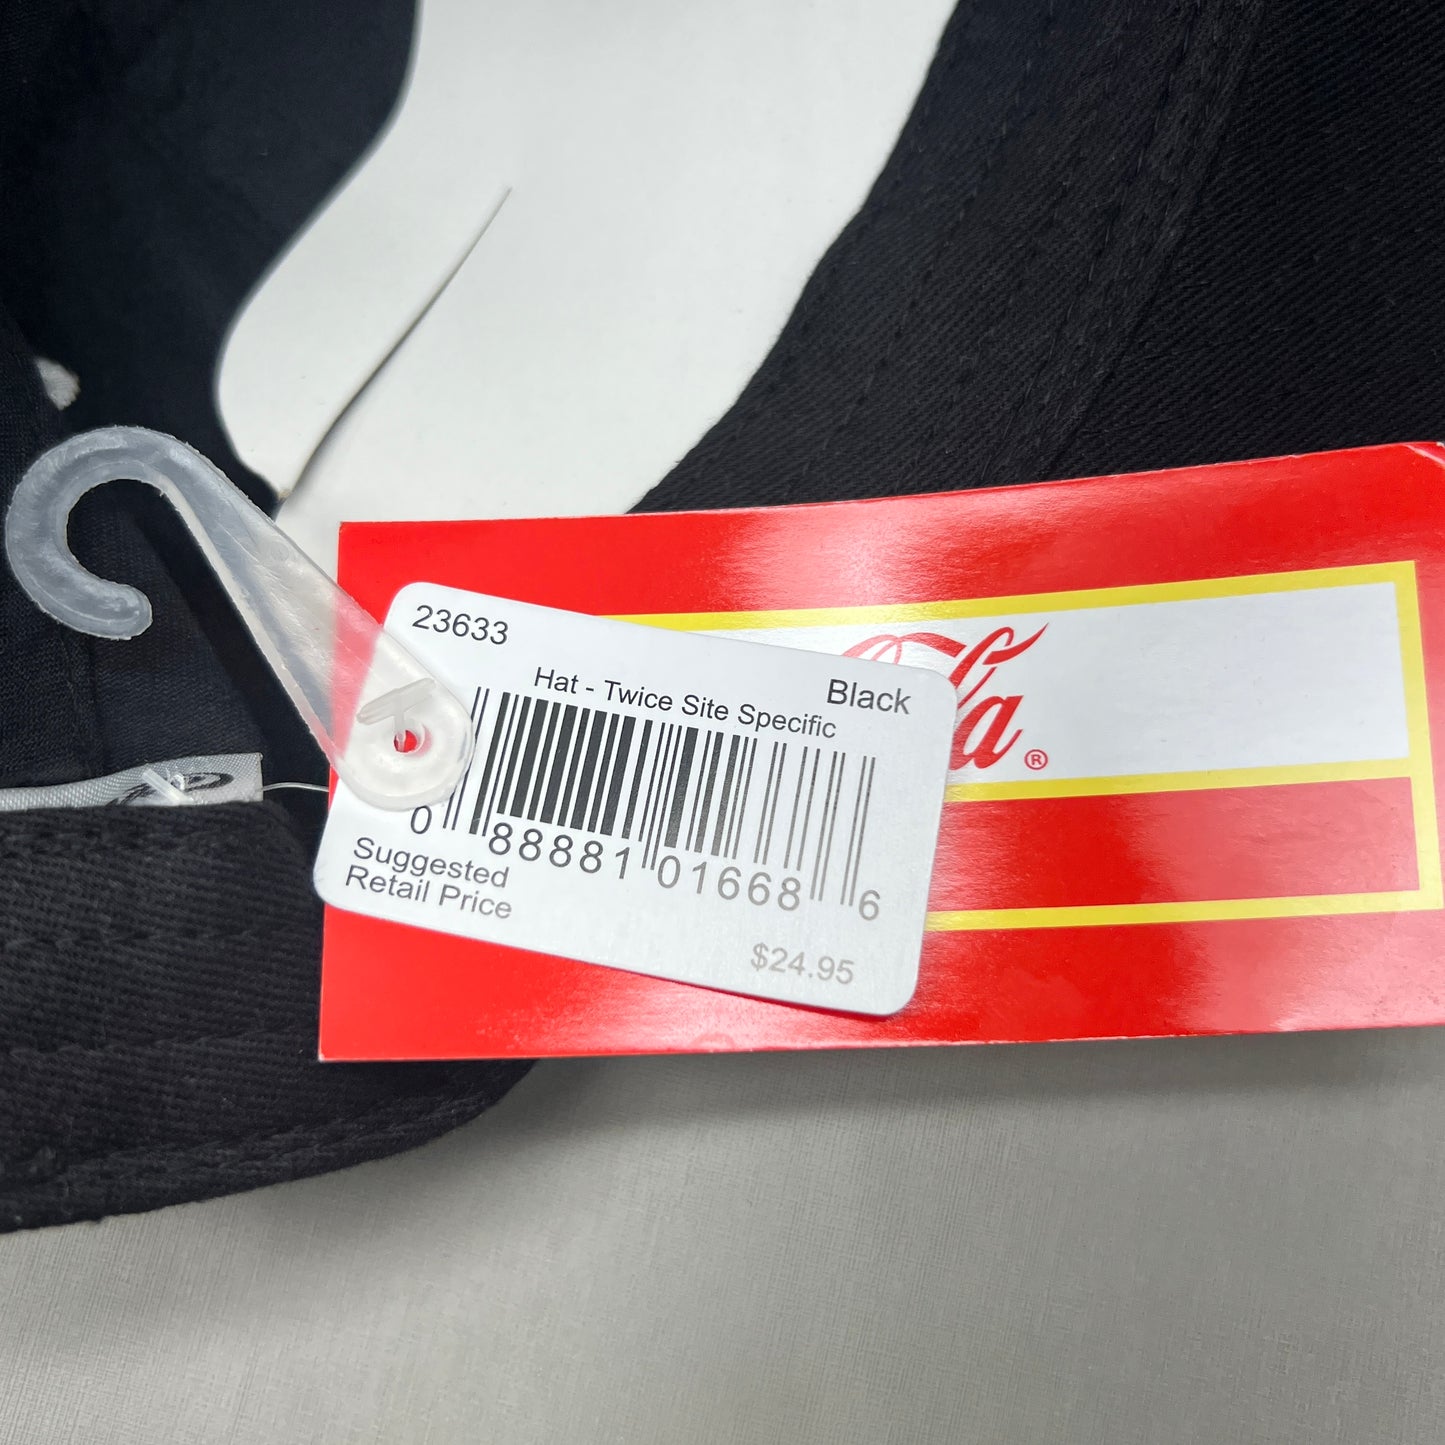 23633
Black
Hat - Twice Site Specific
0 88881 01668 6
Suggested
Retail Price
$24.95
®